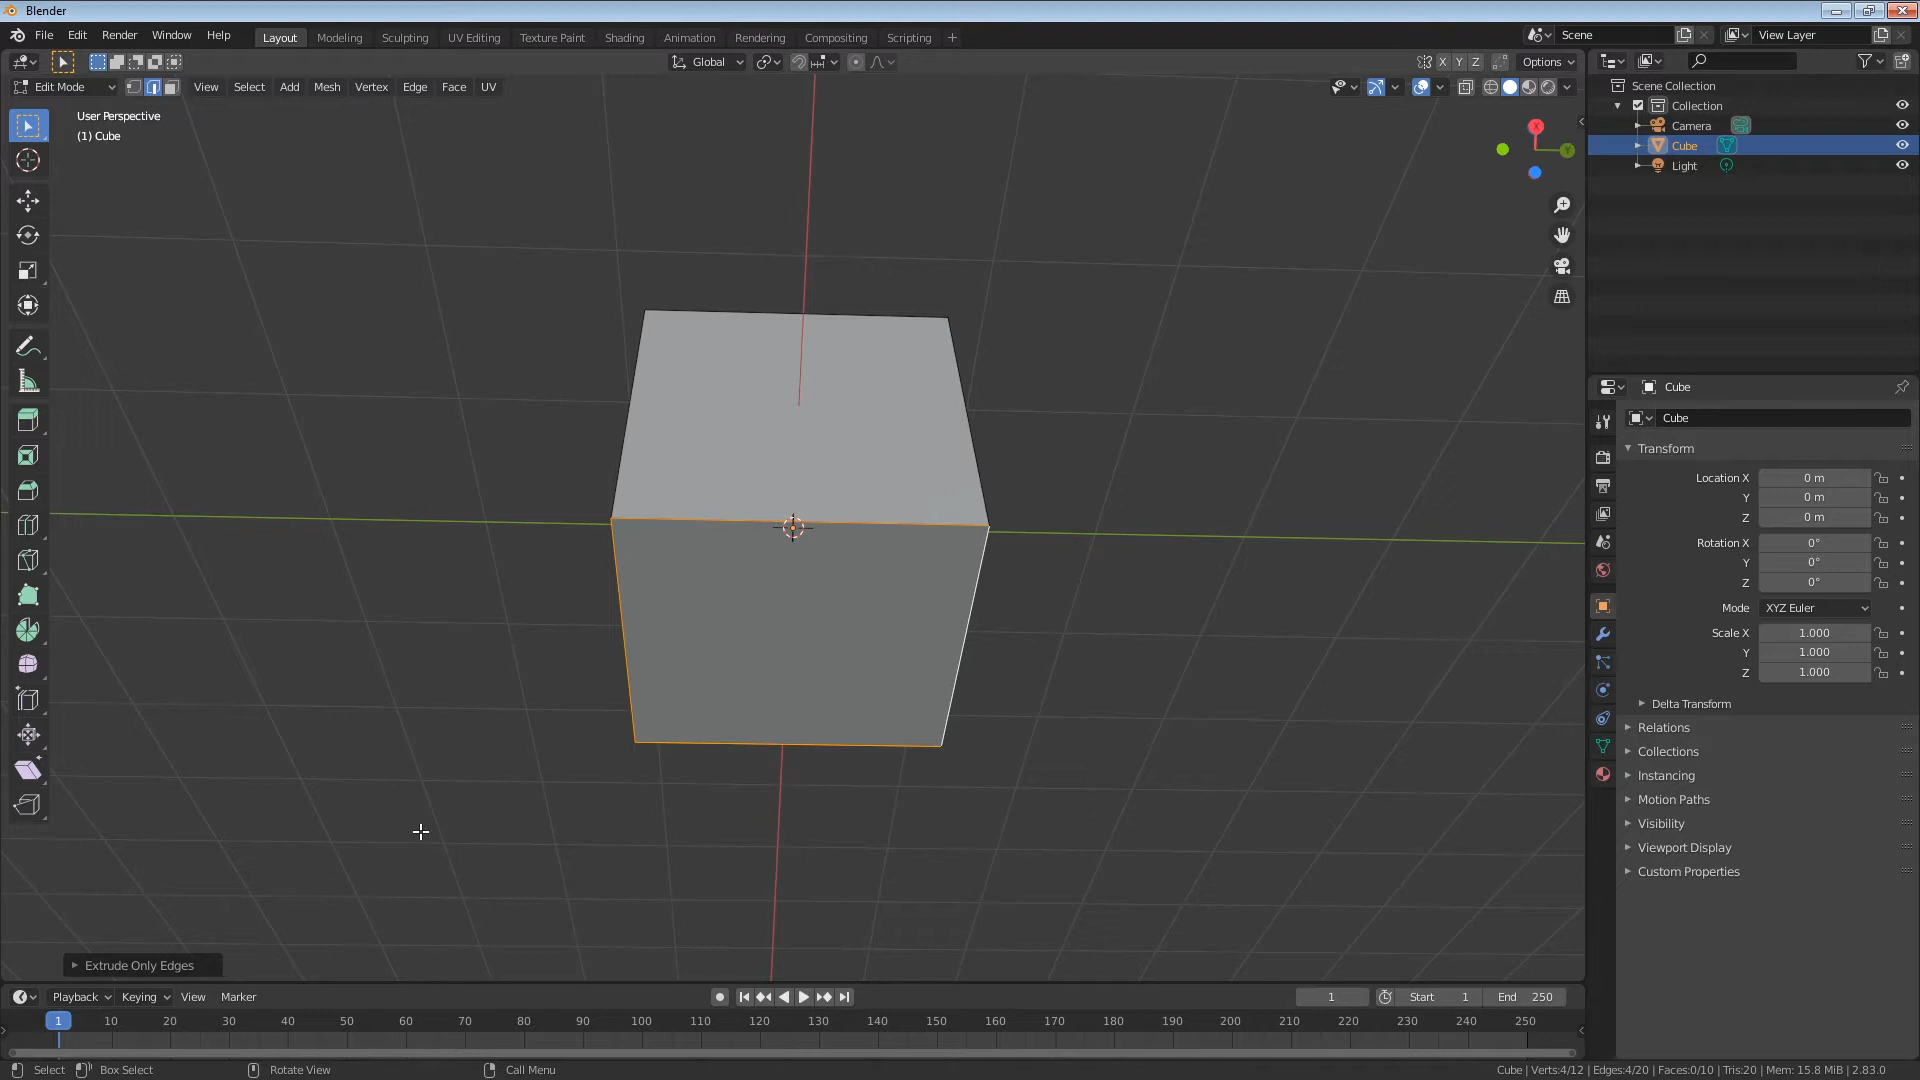 Blender
File Edit Render Window Help
Layout Modeling Sculpting UV Editing Texture Paint Shading Animation Rendering Compositing Scripting +
Scene
View Layer
Global
X Y Z
Options
Edit Mode
View Select Add Mesh Vertex Edge Face UV
User Perspective
(1) Cube
X
Y
Scene Collection
Collection
Camera
Cube
Light
Cube
Cube
Transform
Location X 0 m
Y 0 m
Z 0 m
Rotation X 0°
Y 0°
Z 0°
Mode XYZ Euler
Scale X 1.000
Y 1.000
Z 1.000
Delta Transform
Relations
Collections
Instancing
Motion Paths
Visibility
Viewport Display
Custom Properties
Extrude Only Edges
Playback Keying View Marker
1
Start 1 End 250
1 10 20 30 40 50 60 70 80 90 100 110 120 130 140 150 160 170 180 190 200 210 220 230 240 250
Select Box Select Rotate View Call Menu
Cube | Verts:4/12 | Edges:4/20 | Faces:0/10 | Tris:20 | Mem: 15.8 MiB | 2.83.0